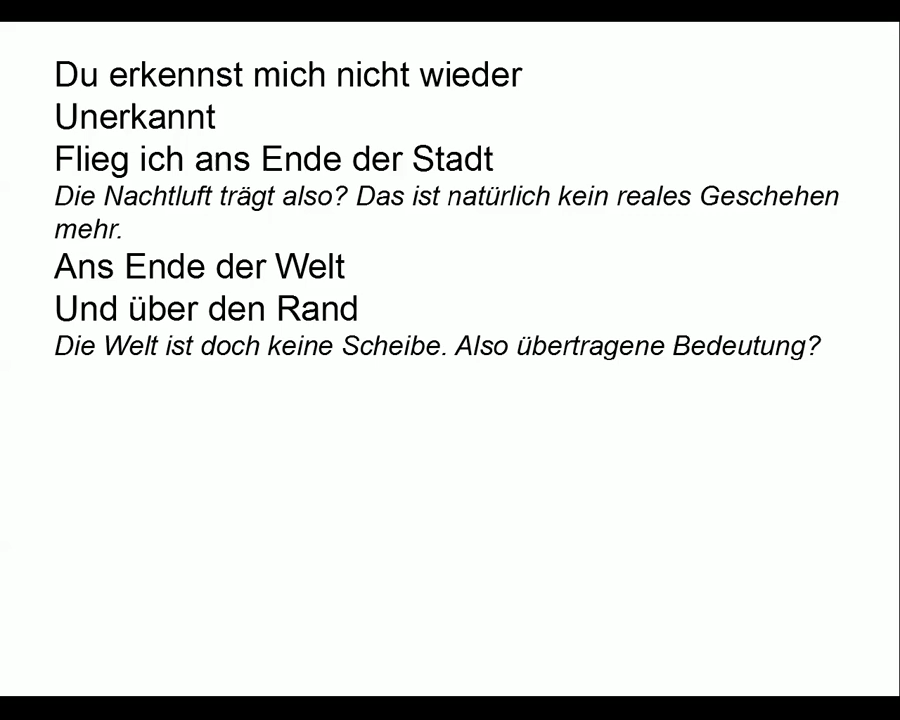 Du erkennst mich nicht wieder
Unerkannt
Flieg ich ans Ende der Stadt
Die Nachtluft trägt also? Das ist natürlich kein reales Geschehen
mehr.
Ans Ende der Welt
Und über den Rand
Die Welt ist doch keine Scheibe. Also übertragene Bedeutung?